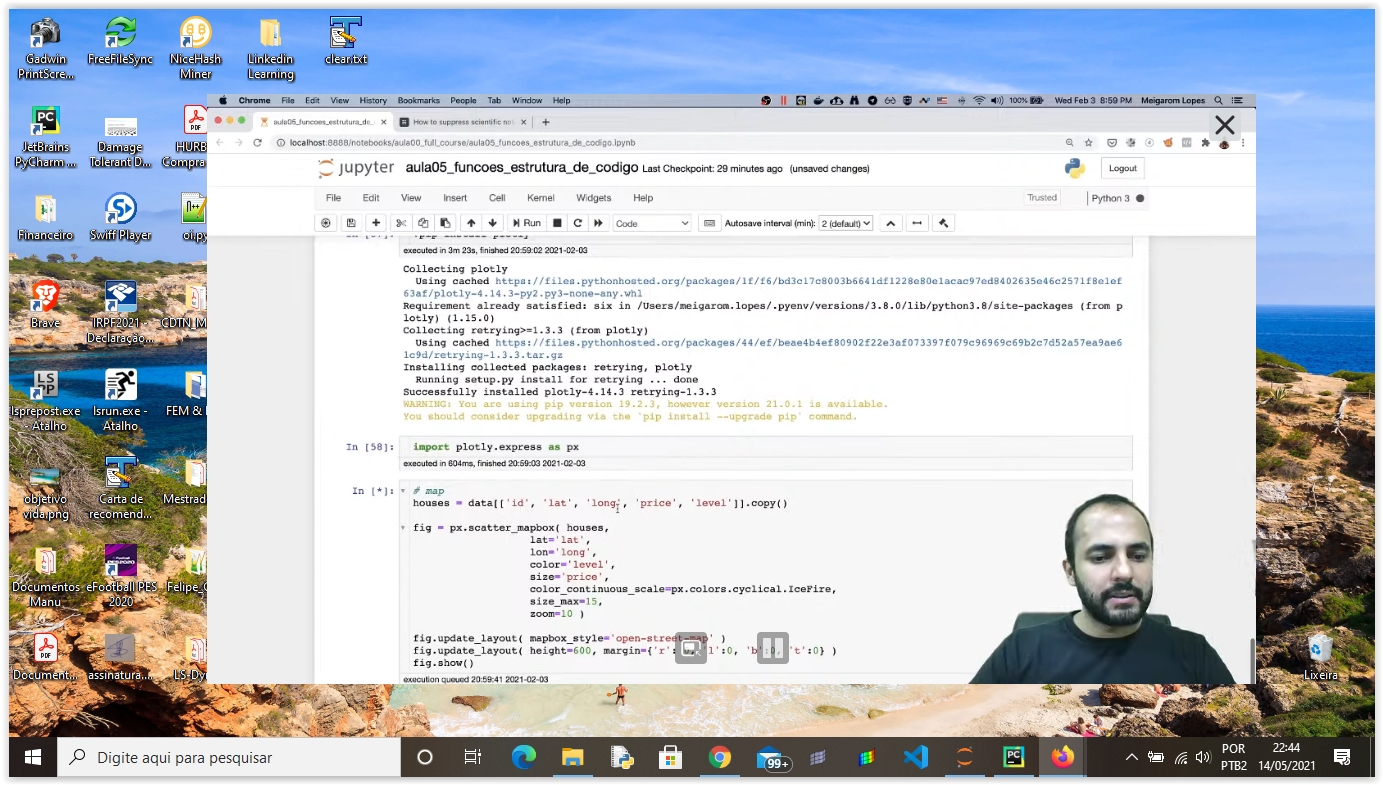 Gadwin PrintScre...
FreeFileSync
NiceHash Miner
Linkedin Learning
clear.txt
JetBrains PyCharm ...
Damage Tolerant D...
HURB Compra
Financeiro
Swiff Player
oi.py
Brave
IRPF2021 - Declaração...
CDTN_M
lsprepost.exe - Atalho
lsrun.exe - Atalho
FEM &
objetivo vida.png
Carta de recomend...
Mestrad
Documentos Manu
eFootball PES 2020
Felipe_
Document...
assinatura....
LS-Dy
Lixeira
Chrome File Edit View History Bookmarks People Tab Window Help
100% Wed Feb 3 8:59 PM Meigarom Lopes
aula05_funcoes_estrutura_de_
How to suppress scientific no
localhost:8888/notebooks/aula00_full_course/aula05_funcoes_estrutura_de_codigo.ipynb
jupyter aula05_funcoes_estrutura_de_codigo Last Checkpoint: 29 minutes ago (unsaved changes)
Logout
File Edit View Insert Cell Kernel Widgets Help
Trusted
Python 3
Run
Code
Autosave interval (min): 2 (default)
executed in 3m 23s, finished 20:59:02 2021-02-03
Collecting plotly
Using cached https://files.pythonhosted.org/packages/1f/f6/bd3c17c8003b6641df1228e80e1acac97ed8402635e46c2571f8e1ef
63af/plotly-4.14.3-py2.py3-none-any.whl
Requirement already satisfied: six in /Users/meigarom.lopes/.pyenv/versions/3.8.0/lib/python3.8/site-packages (from p
lotly) (1.15.0)
Collecting retrying>=1.3.3 (from plotly)
Using cached https://files.pythonhosted.org/packages/44/ef/beae4b4ef80902f22e3af073397f079c96969c69b2c7d52a57ea9ae6
1c9d/retrying-1.3.3.tar.gz
Installing collected packages: retrying, plotly
Running setup.py install for retrying ... done
Successfully installed plotly-4.14.3 retrying-1.3.3
WARNING: You are using pip version 19.2.3, however version 21.0.1 is available.
You should consider upgrading via the `pip install --upgrade pip` command.
In [58]: import plotly.express as px
executed in 604ms, finished 20:59:03 2021-02-03
In [*]: # map
houses = data[['id', 'lat', 'long', 'price', 'level']].copy()
fig = px.scatter_mapbox( houses,
lat='lat',
lon='long',
color='level',
size='price',
color_continuous_scale=px.colors.cyclical.IceFire,
size_max=15,
zoom=10 )
fig.update_layout( mapbox_style='open-street-map' )
fig.update_layout( height=600, margin={'r':0, 'l':0, 'b':0, 't':0} )
fig.show()
execution queued 20:59:41 2021-02-03
Digite aqui para pesquisar
99+
POR
PTB2
22:44
14/05/2021